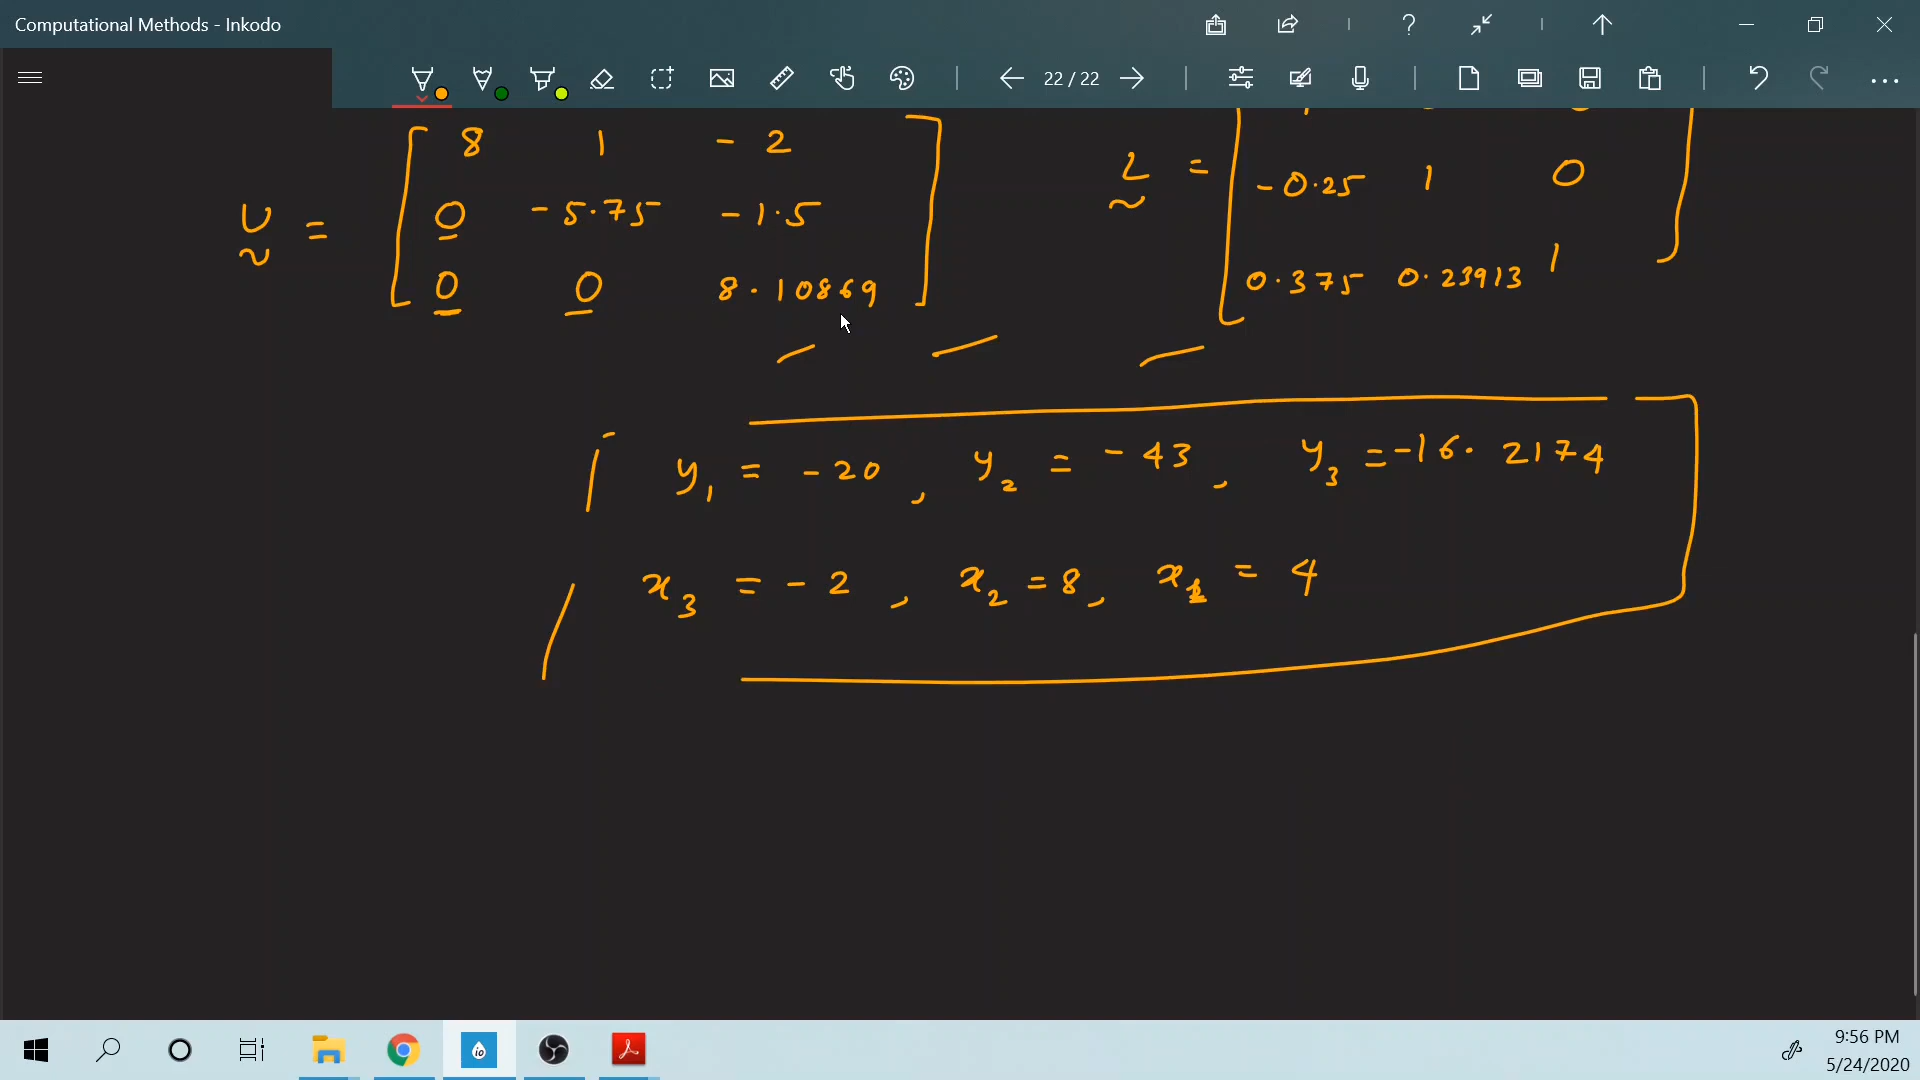 Computational Methods - Inkodo
22 / 22
U = 8 1 - 2
0 - 5.75 - 1.5
0 0 8.10869
L =
- 0.25 1 0
0.375 0.23913 1
y1 = - 20 , y2 = - 43 , y3 = -16.2174
x3 = - 2 , x2 = 8 , x1 = 4
9:56 PM
5/24/2020